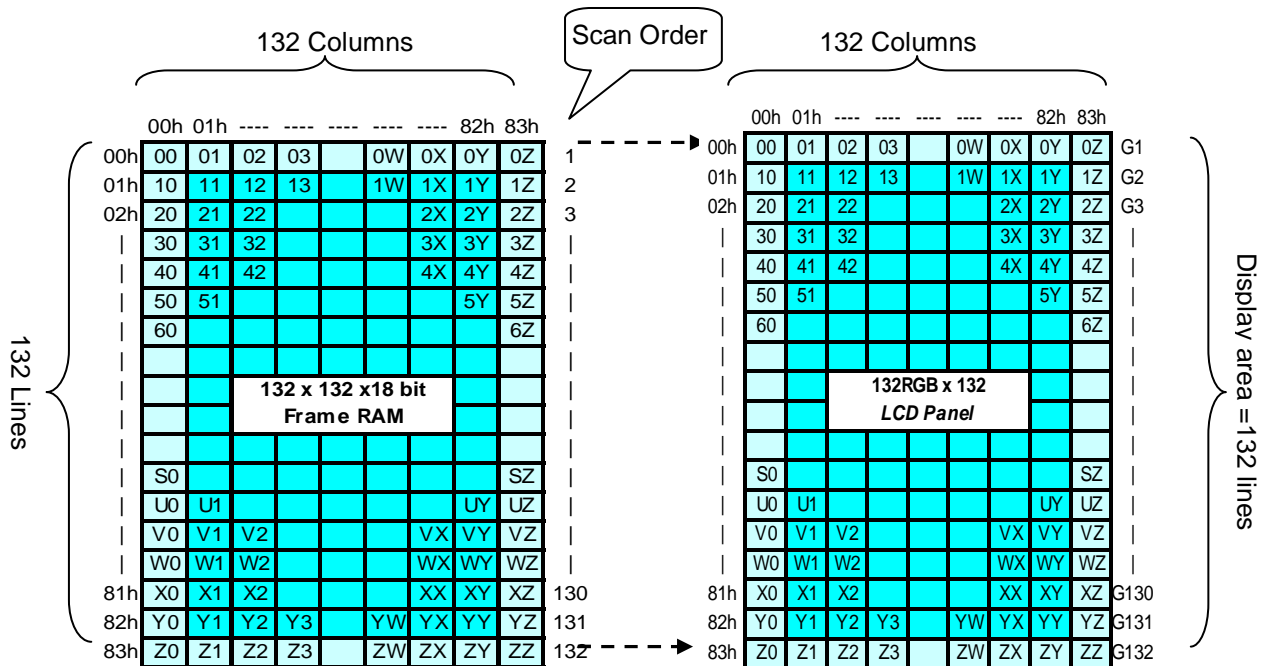 132 Columns
Scan Order
132 Columns
00h 01h ---- ---- ---- ---- ---- 82h 83h
00h 01h ---- ---- ---- ---- ---- 82h 83h
00h 00 01 02 03 0W 0X 0Y 0Z 1
00h 00 01 02 03 0W 0X 0Y 0Z G1
01h 10 11 12 13 1W 1X 1Y 1Z 2
01h 10 11 12 13 1W 1X 1Y 1Z G2
02h 20 21 22 2X 2Y 2Z 3
02h 20 21 22 2X 2Y 2Z G3
30 31 32 3X 3Y 3Z
30 31 32 3X 3Y 3Z
40 41 42 4X 4Y 4Z
40 41 42 4X 4Y 4Z
50 51 5Y 5Z
50 51 5Y 5Z
60 6Z
60 6Z
132 Lines
132 x 132 x18 bit
Frame RAM
132RGB x 132
LCD Panel
Display area =132 lines
S0 SZ
S0 SZ
U0 U1 UY UZ
U0 U1 UY UZ
V0 V1 V2 VX VY VZ
V0 V1 V2 VX VY VZ
W0 W1 W2 WX WY WZ
W0 W1 W2 WX WY WZ
81h X0 X1 X2 XX XY XZ 130
81h X0 X1 X2 XX XY XZ G130
82h Y0 Y1 Y2 Y3 YW YX YY YZ 131
82h Y0 Y1 Y2 Y3 YW YX YY YZ G131
83h Z0 Z1 Z2 Z3 ZW ZX ZY ZZ 132
83h Z0 Z1 Z2 Z3 ZW ZX ZY ZZ G132